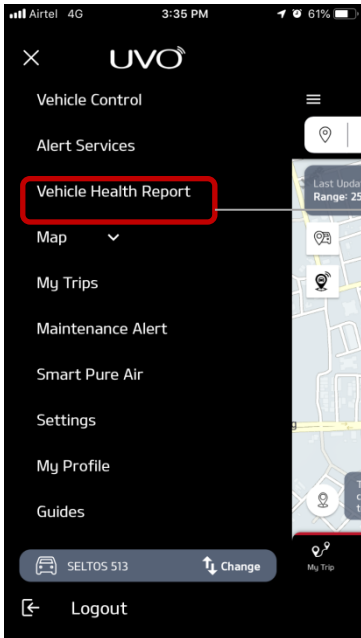 Airtel 4G 3:35 PM 61%
UVO
Vehicle Control
Alert Services
Vehicle Health Report
Last Upda
Range: 25
Map
My Trips
Maintenance Alert
Smart Pure Air
Settings
My Profile
Guides
SELTOS 513 Change
My Trip
Logout